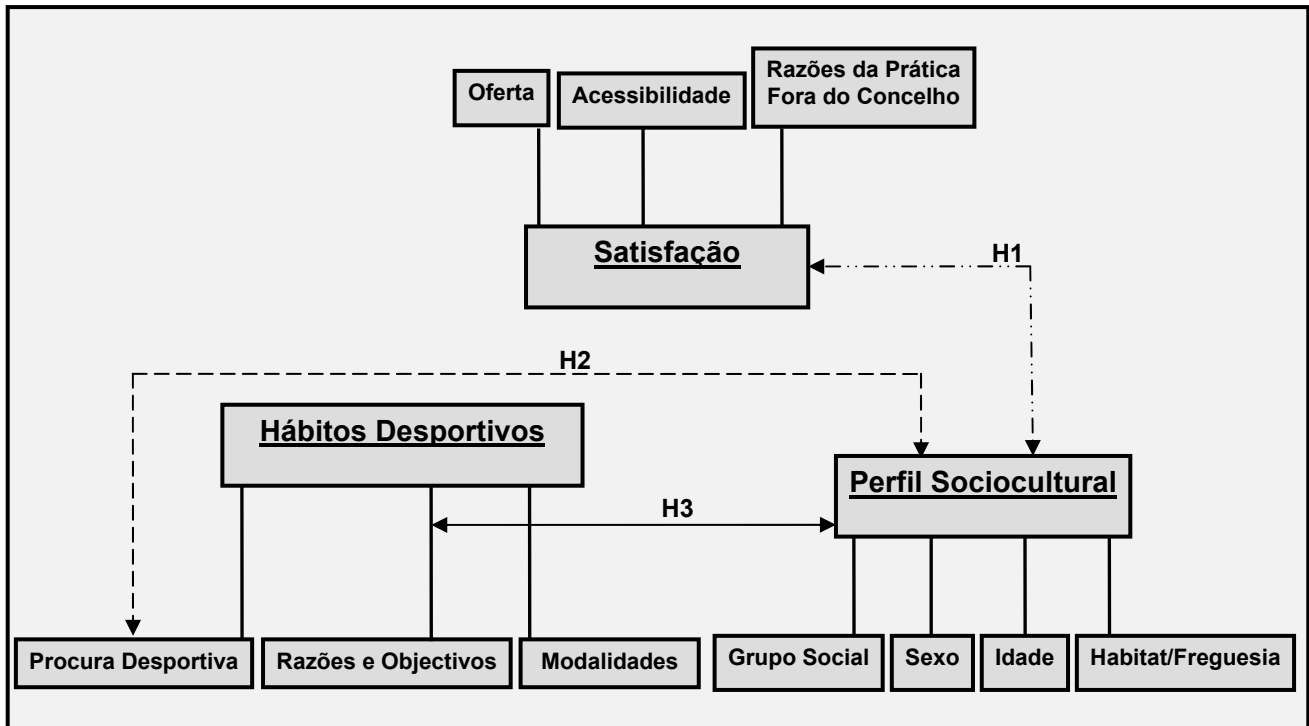 Oferta
Acessibilidade
Razões da Prática
Fora do Concelho
Satisfação
H1
H2
Hábitos Desportivos
Perfil Sociocultural
H3
Procura Desportiva
Razões e Objectivos
Modalidades
Grupo Social
Sexo
Idade
Habitat/Freguesia